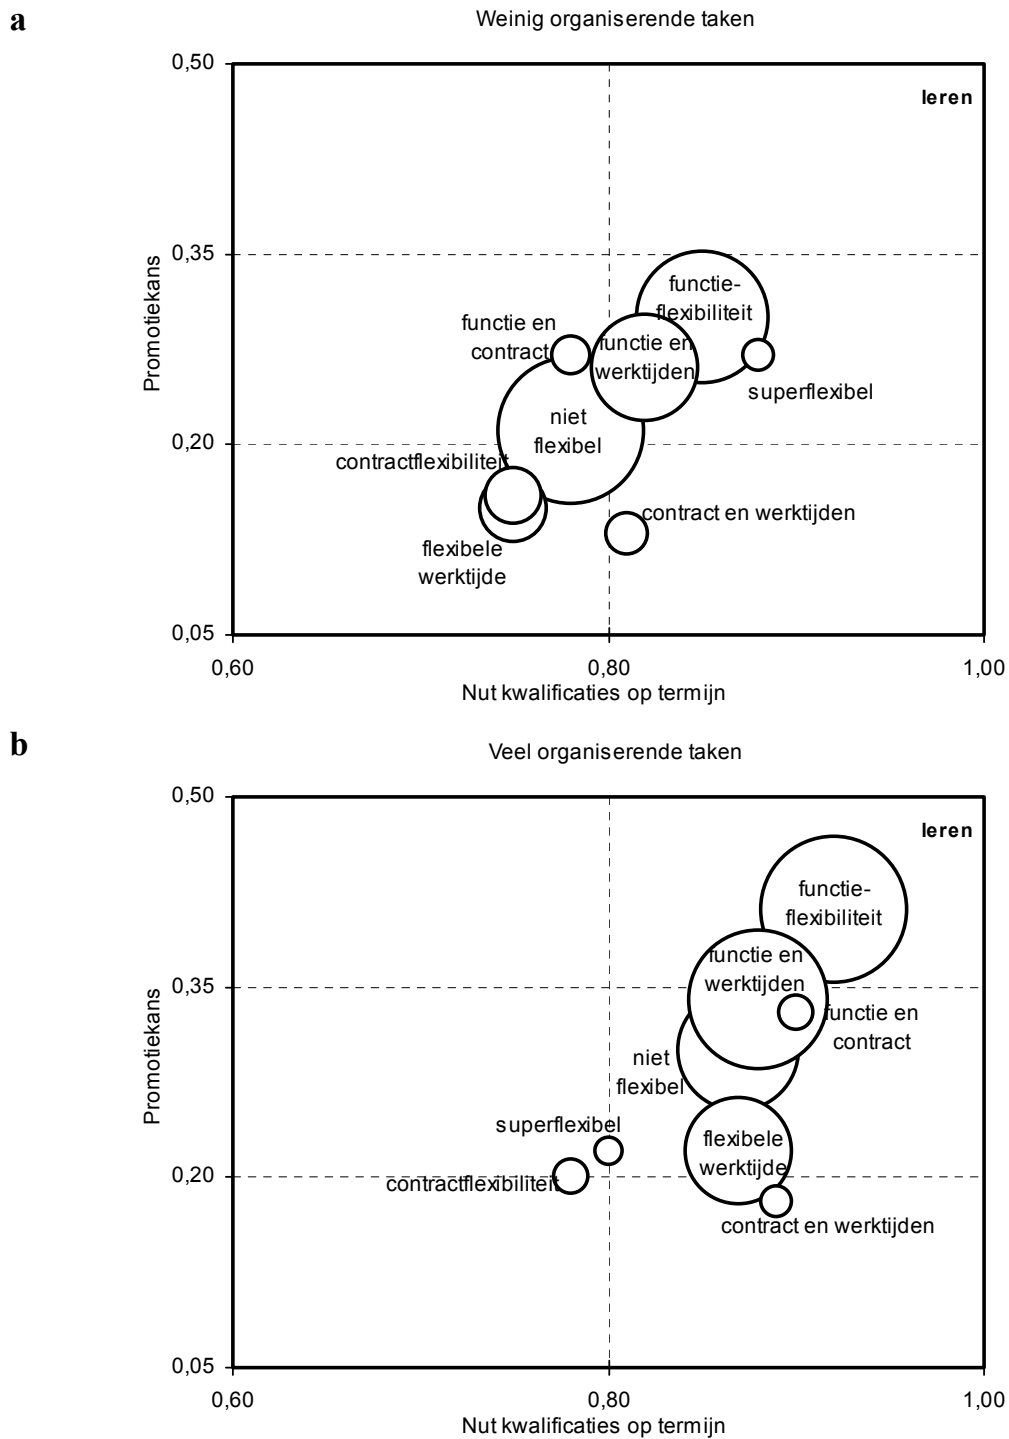 a
Weinig organiserende taken
0,50
leren
0,35
functie-
flexibiliteit
functie en
contract
functie en
werktijden
superflexibel
niet
flexibel
0,20
contractflexibiliteit
contract en werktijden
flexibele
werktijde
0,05
0,60
0,80
1,00
Promotiekans
Nut kwalificaties op termijn
b
Veel organiserende taken
0,50
leren
functie-
flexibiliteit
functie en
werktijden
0,35
functie en
contract
niet
flexibel
superflexibel
flexibele
werktijde
0,20
contractflexibiliteit
contract en werktijden
0,05
0,60
0,80
1,00
Promotiekans
Nut kwalificaties op termijn